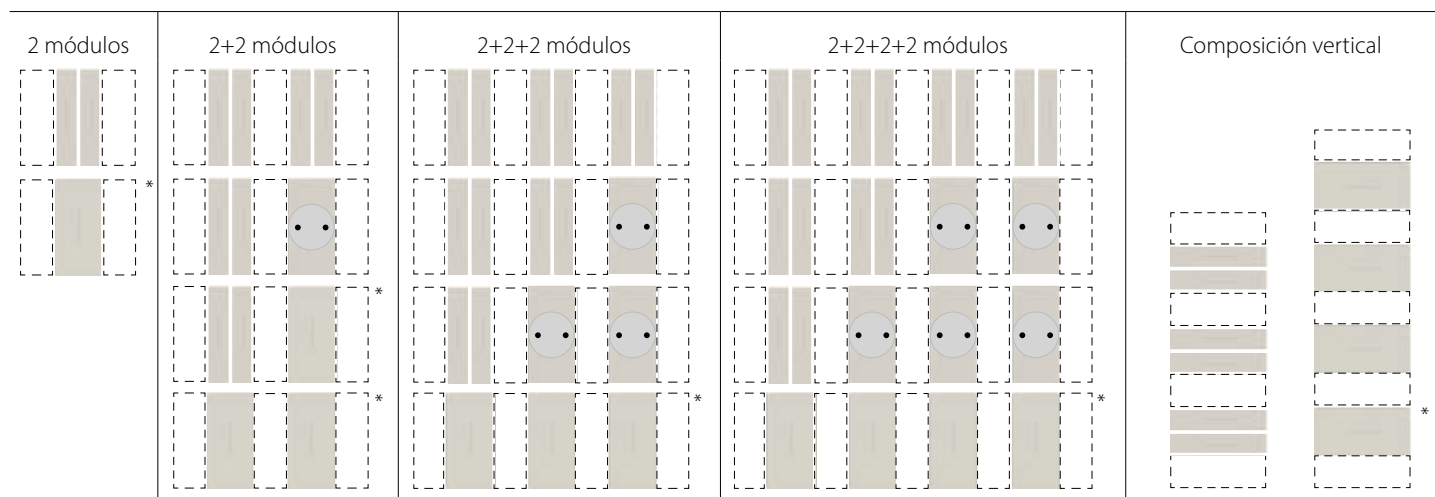 2 módulos
2+2 módulos
2+2+2 módulos
2+2+2+2 módulos
Composición vertical
*
*
*
*
*
*